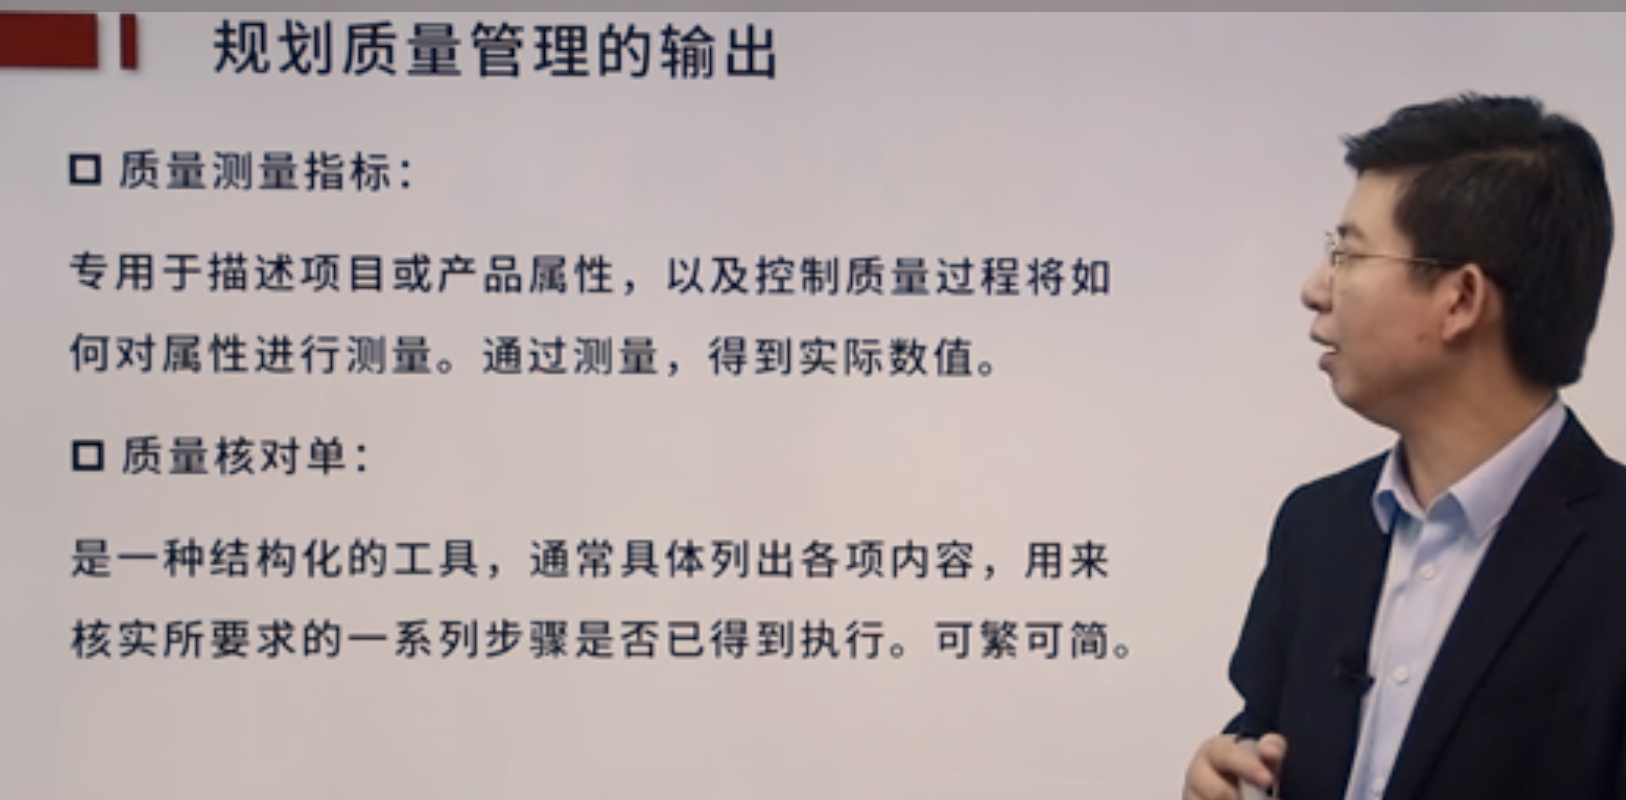 规划质量管理的输出
质量测量指标：
专用于描述项目或产品属性，以及控制质量过程将如
何对属性进行测量。通过测量，得到实际数值。
质量核对单：
是一种结构化的工具，通常具体列出各项内容，用来
核实所要求的一系列步骤是否已得到执行。可繁可简。